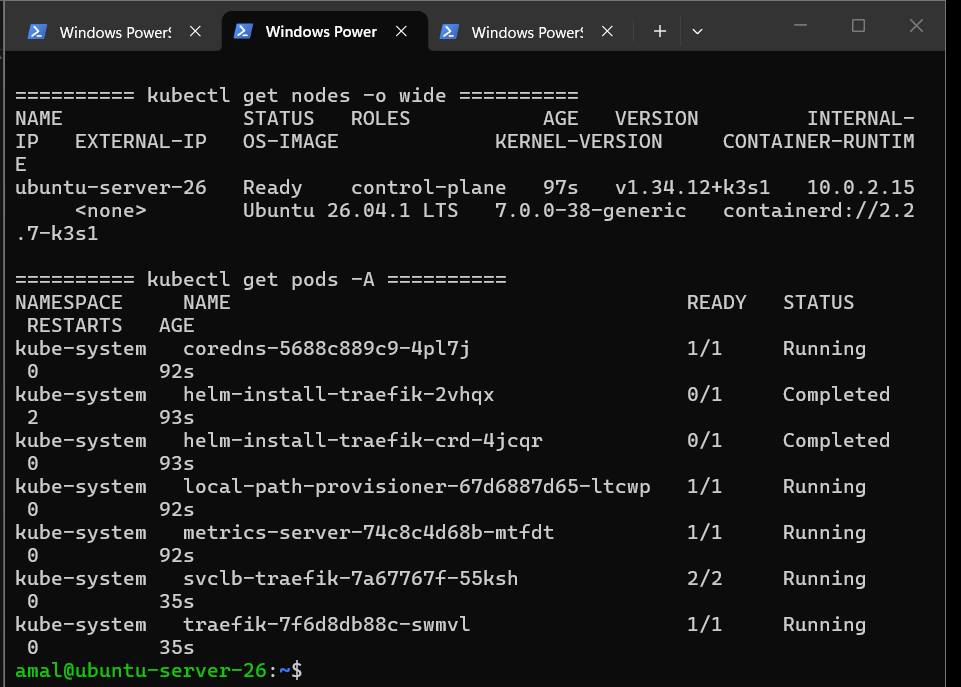 Windows PowerS
Windows Power
Windows PowerS
========== kubectl get nodes -o wide ==========
NAME                   STATUS   ROLES           AGE   VERSION         INTERNAL-
IP   EXTERNAL-IP   OS-IMAGE             KERNEL-VERSION     CONTAINER-RUNTIM
E
ubuntu-server-26   Ready    control-plane   97s   v1.34.12+k3s1   10.0.2.15
     <none>        Ubuntu 26.04.1 LTS   7.0.0-38-generic   containerd://2.2
.7-k3s1
========== kubectl get pods -A ==========
NAMESPACE     NAME                                      READY   STATUS
 RESTARTS   AGE
kube-system   coredns-5688c889c9-4pl7j                  1/1     Running
 0          92s
kube-system   helm-install-traefik-2vhqx                0/1     Completed
 2          93s
kube-system   helm-install-traefik-crd-4jcqr            0/1     Completed
 0          93s
kube-system   local-path-provisioner-67d6887d65-ltcwp   1/1     Running
 0          92s
kube-system   metrics-server-74c8c4d68b-mtfdt           1/1     Running
 0          92s
kube-system   svclb-traefik-7a67767f-55ksh              2/2     Running
 0          35s
kube-system   traefik-7f6d8db88c-swmvl                  1/1     Running
 0          35s
amal@ubuntu-server-26:~$